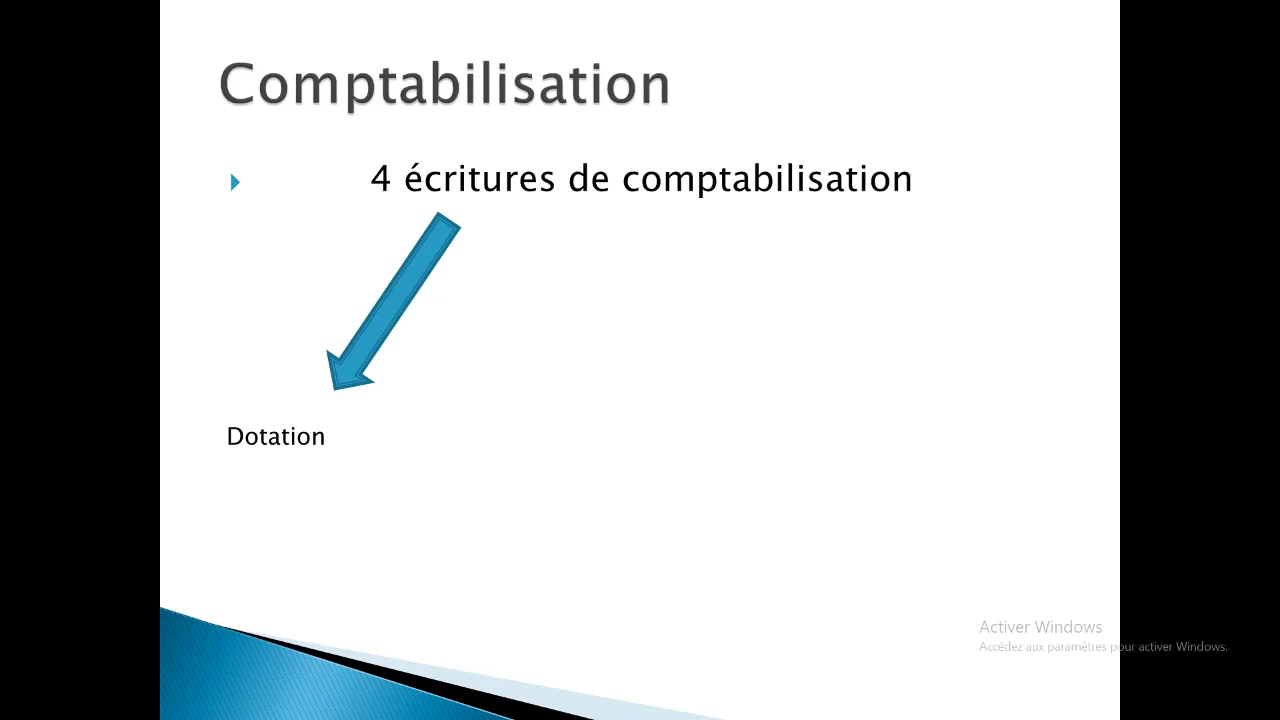 Comptabilisation
4 écritures de comptabilisation
Dotation
Activer Windows
Accédez aux paramètres pour activer Windows.